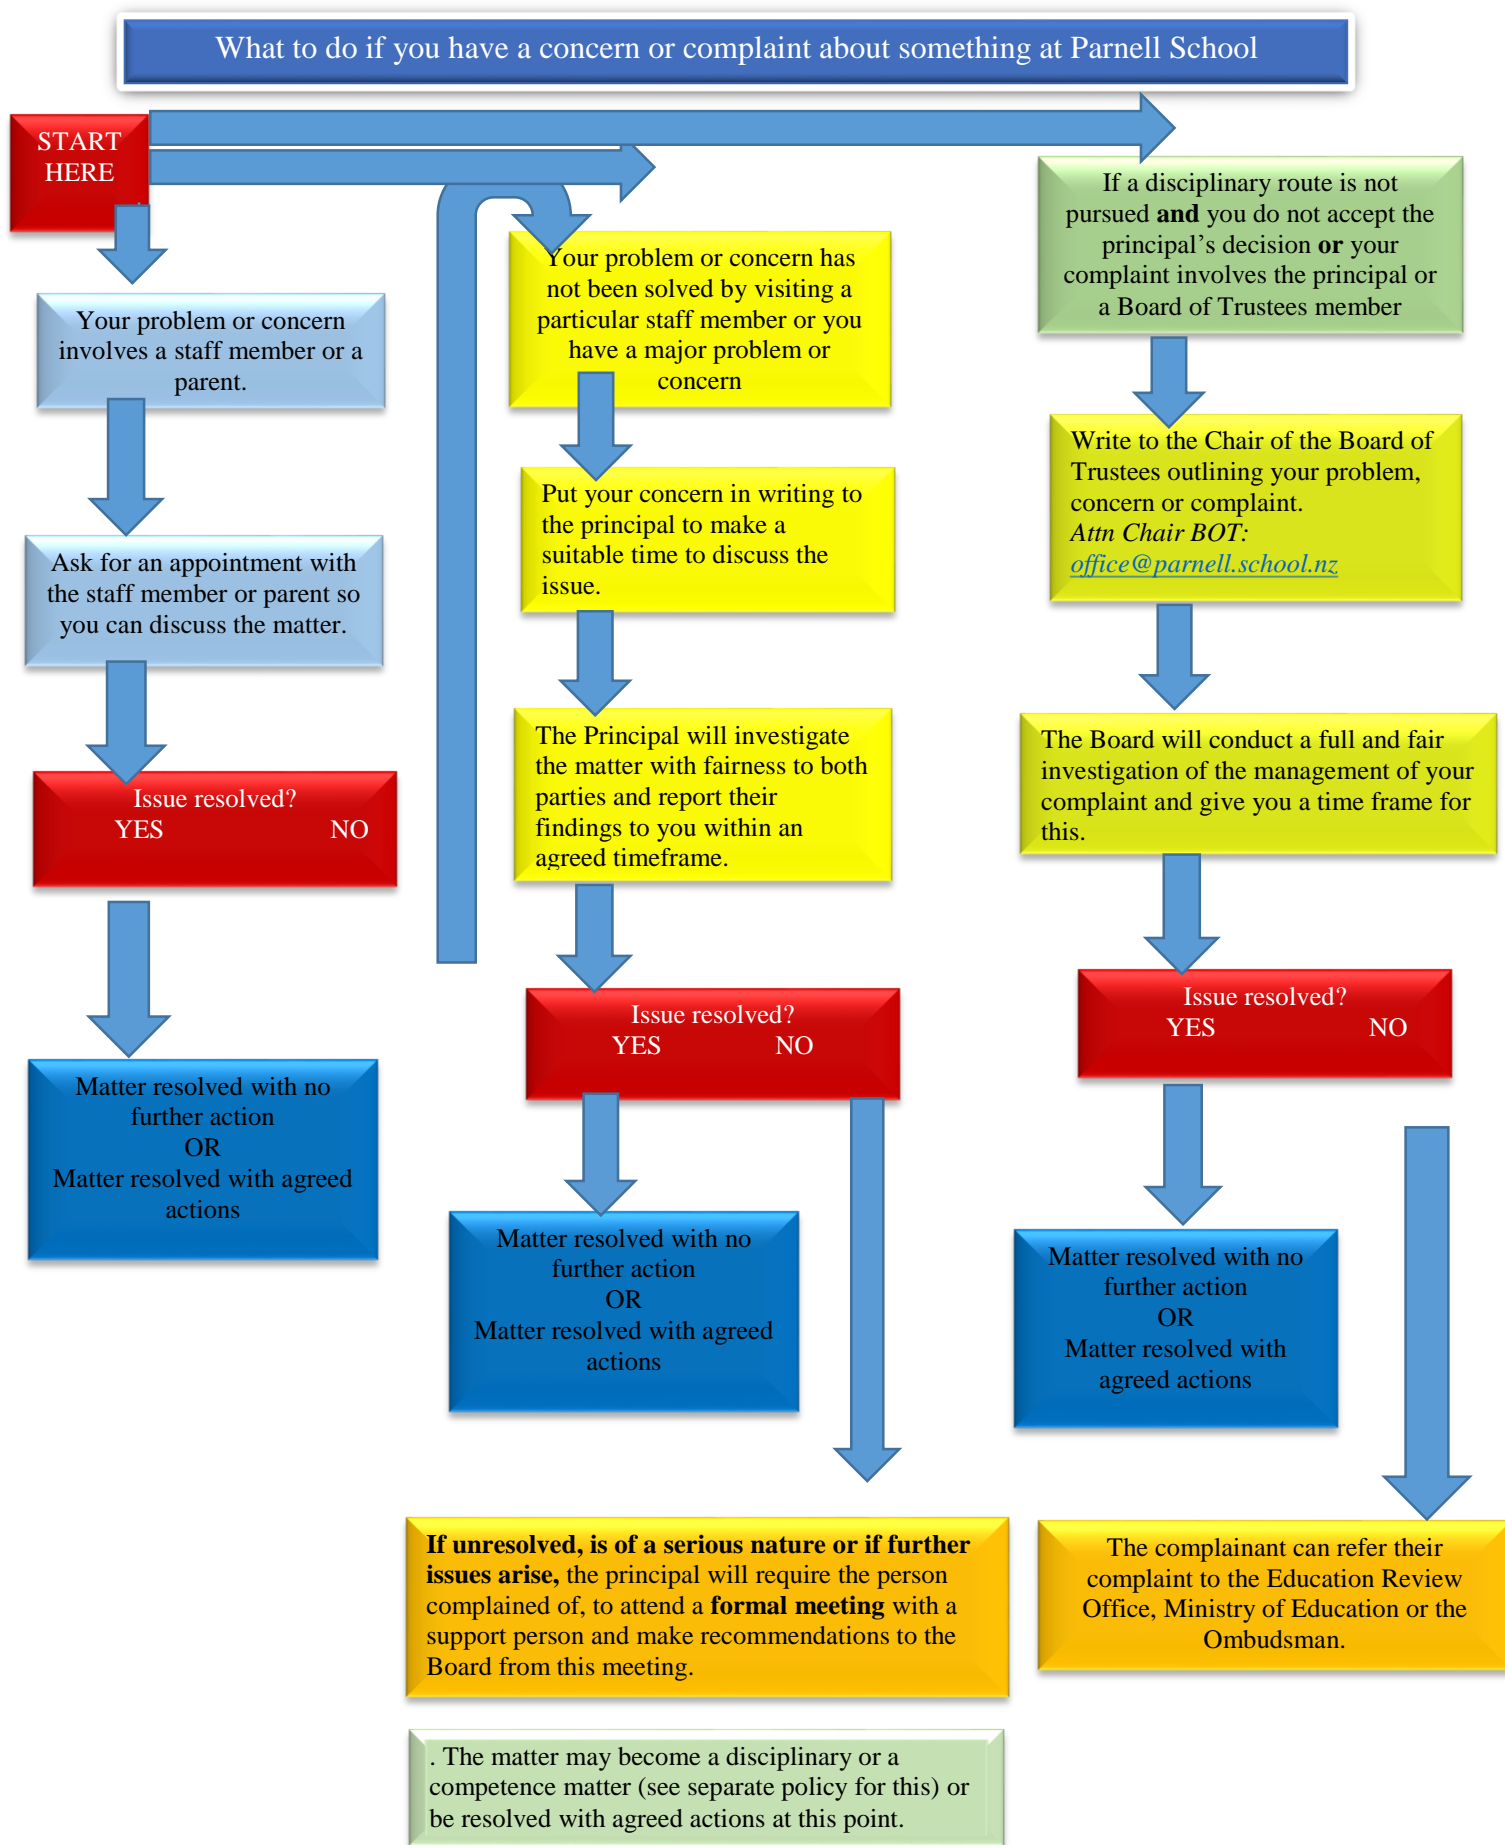 What to do if you have a concern or complaint about something at Parnell School
START
HERE
Your problem or concern
involves a staff member or a
parent.
Ask for an appointment with
the staff member or parent so
you can discuss the matter.
Issue resolved?
YES NO
Matter resolved with no
further action
OR
Matter resolved with agreed
actions
Your problem or concern has
not been solved by visiting a
particular staff member or you
have a major problem or
concern
Put your concern in writing to
the principal to make a
suitable time to discuss the
issue.
The Principal will investigate
the matter with fairness to both
parties and report their
findings to you within an
agreed timeframe.
Issue resolved?
YES NO
Matter resolved with no
further action
OR
Matter resolved with agreed
actions
If unresolved, is of a serious nature or if further
issues arise, the principal will require the person
complained of, to attend a formal meeting with a
support person and make recommendations to the
Board from this meeting.
. The matter may become a disciplinary or a
competence matter (see separate policy for this) or
be resolved with agreed actions at this point.
If a disciplinary route is not
pursued and you do not accept the
principal’s decision or your
complaint involves the principal or
a Board of Trustees member
Write to the Chair of the Board of
Trustees outlining your problem,
concern or complaint.
Attn Chair BOT:
office@parnell.school.nz
The Board will conduct a full and fair
investigation of the management of your
complaint and give you a time frame for
this.
Issue resolved?
YES NO
Matter resolved with no
further action
OR
Matter resolved with
agreed actions
The complainant can refer their
complaint to the Education Review
Office, Ministry of Education or the
Ombudsman.